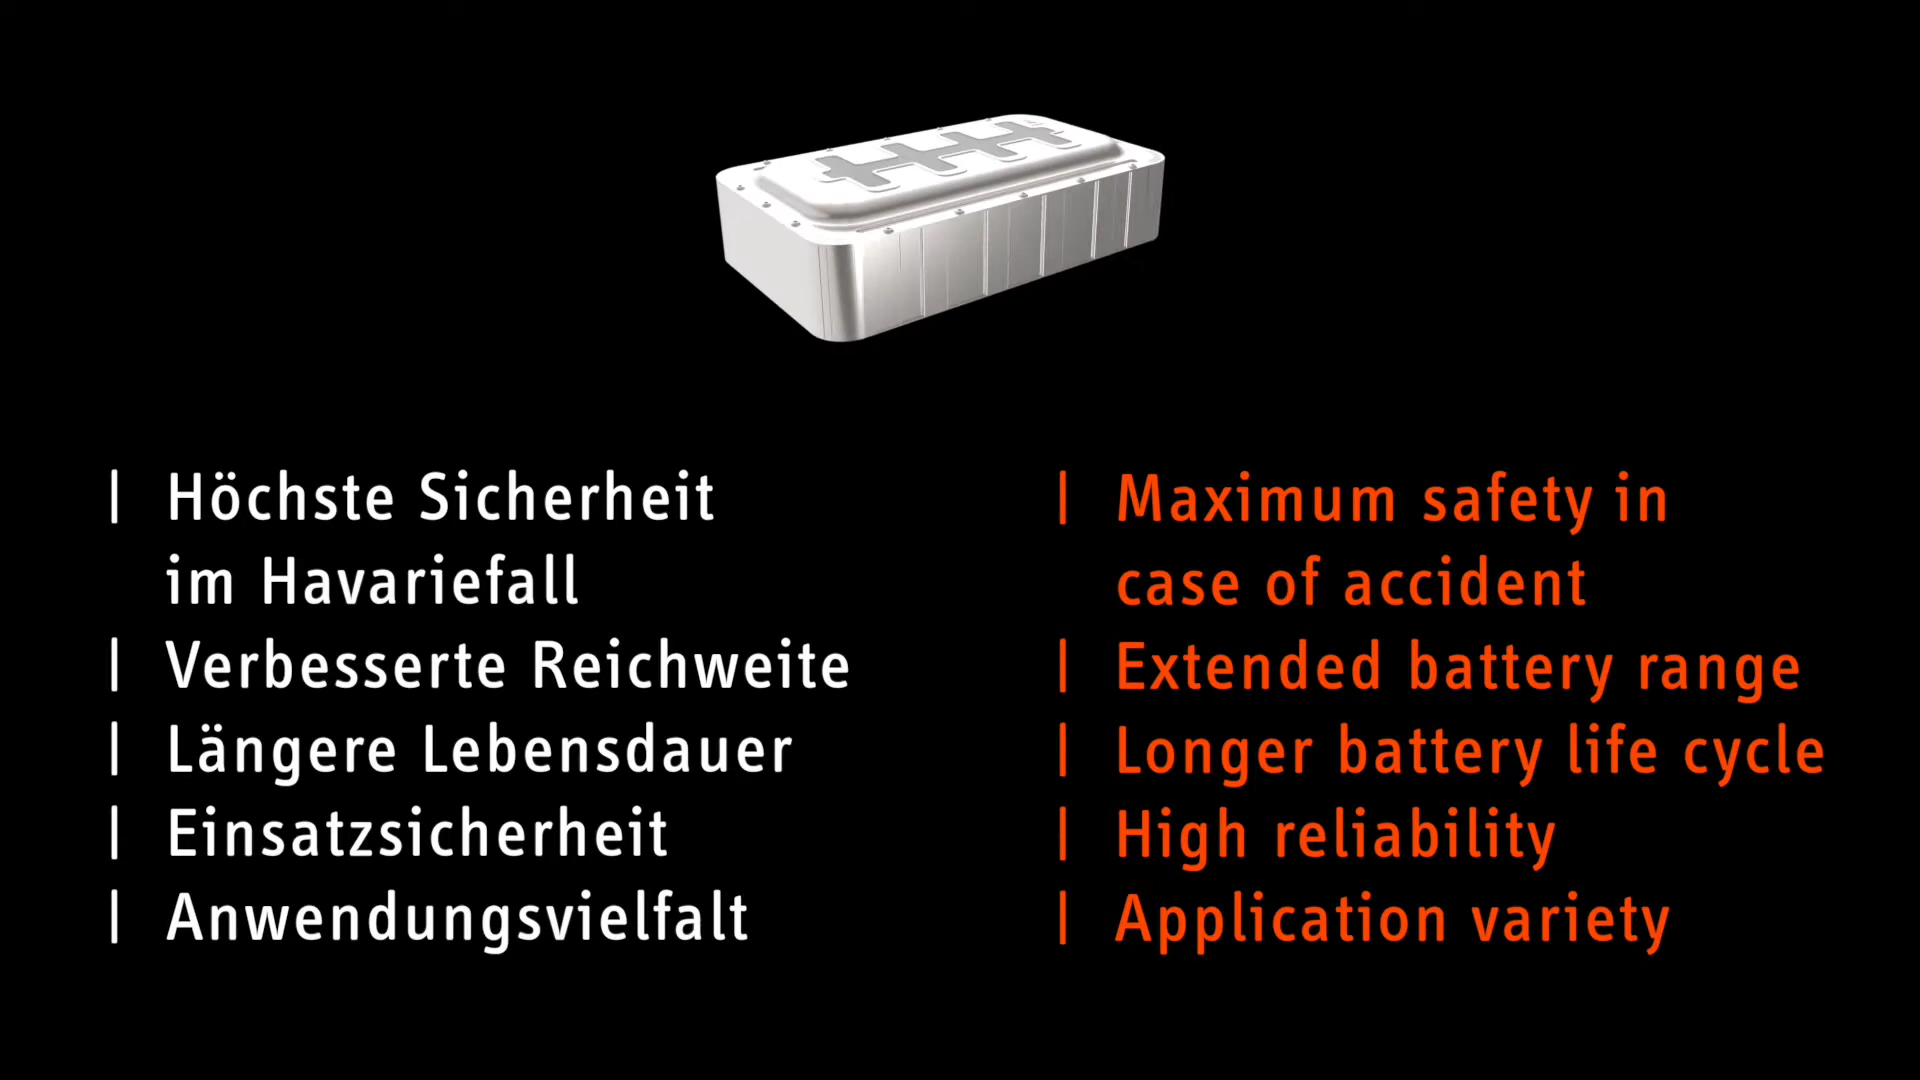 | Höchste Sicherheit
im Havariefall
| Verbesserte Reichweite
| Längere Lebensdauer
| Einsatzsicherheit
| Anwendungsvielfalt
| Maximum safety in
case of accident
| Extended battery range
| Longer battery life cycle
| High reliability
| Application variety